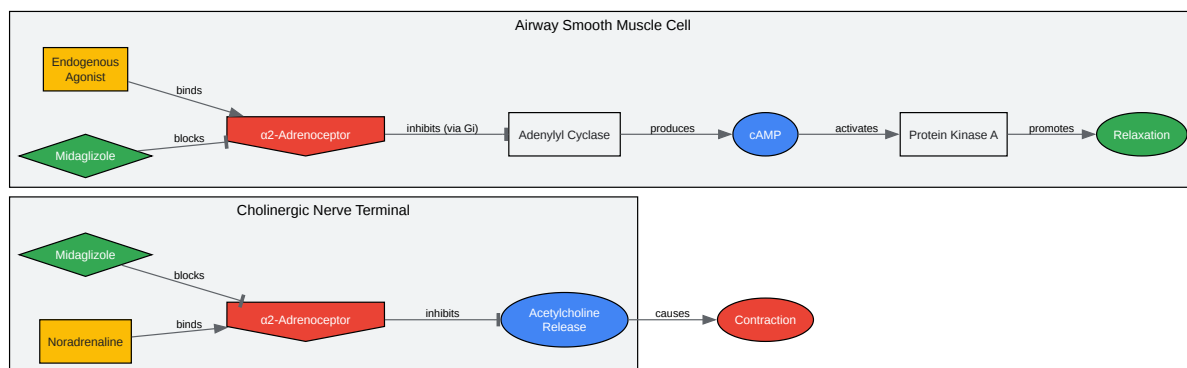 Airway Smooth Muscle Cell
Endogenous
Agonist
binds
Midaglizole
blocks
α2-Adrenoceptor
inhibits (via Gi)
Adenylyl Cyclase
produces
cAMP
activates
Protein Kinase A
promotes
Relaxation
Cholinergic Nerve Terminal
Midaglizole
blocks
Noradrenaline
binds
α2-Adrenoceptor
inhibits
Acetylcholine
Release
causes
Contraction